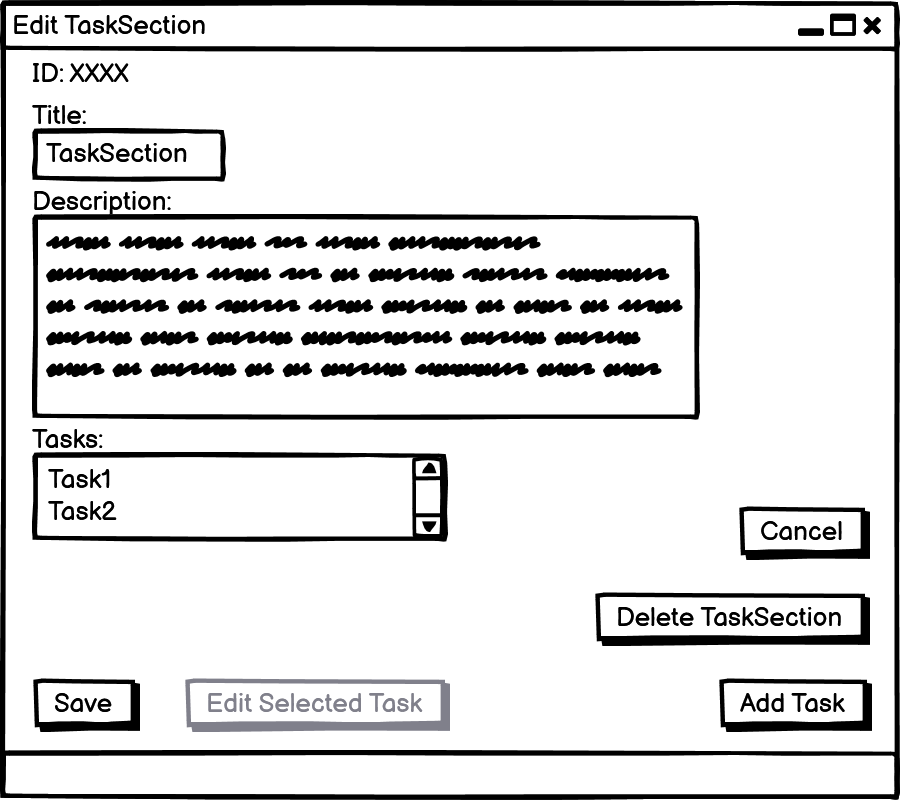 Edit TaskSection
ID: XXXX
Title:
TaskSection
Description:
Tasks:
Task1
Task2
Cancel
Delete TaskSection
Save
Edit Selected Task
Add Task